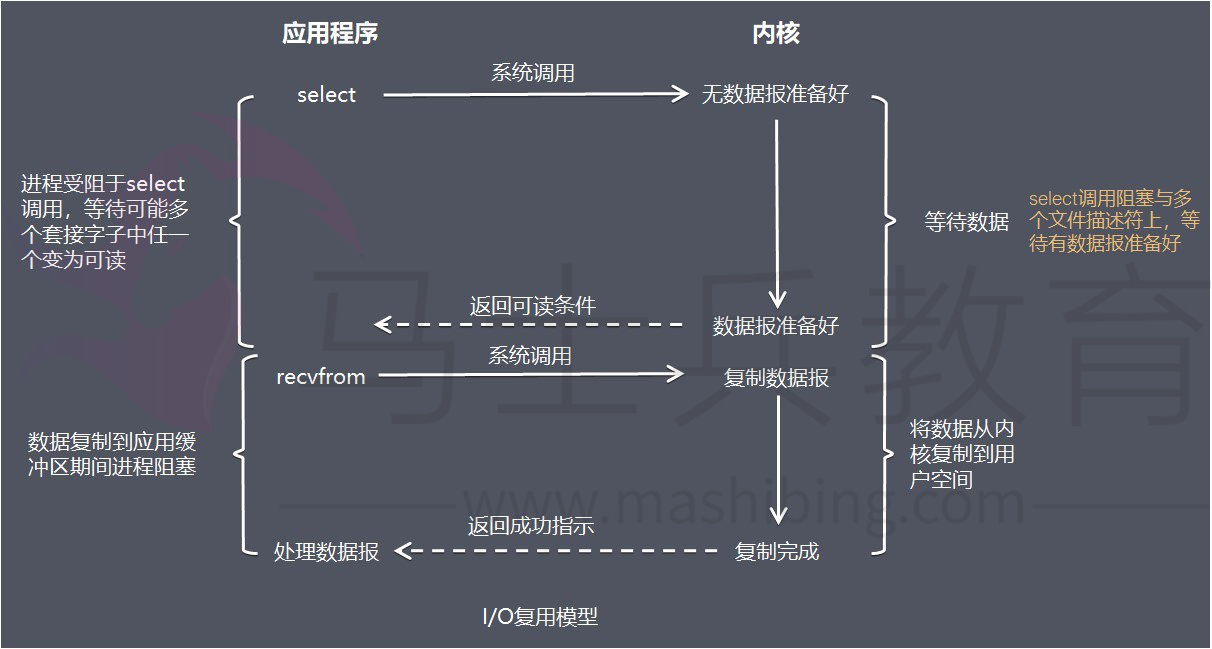 应用程序
内核
select
系统调用
无数据报准备好
进程受阻于select
调用，等待可能多
个套接字子中任一
个变为可读
等待数据
select调用阻塞与多
个文件描述符上，等
待有数据报准备好
返回可读条件
数据报准备好
recvfrom
系统调用
复制数据报
数据复制到应用缓
冲区期间进程阻塞
将数据从内
核复制到用
户空间
处理数据报
返回成功指示
复制完成
I/O复用模型
马士兵教育
www.mashibing.com